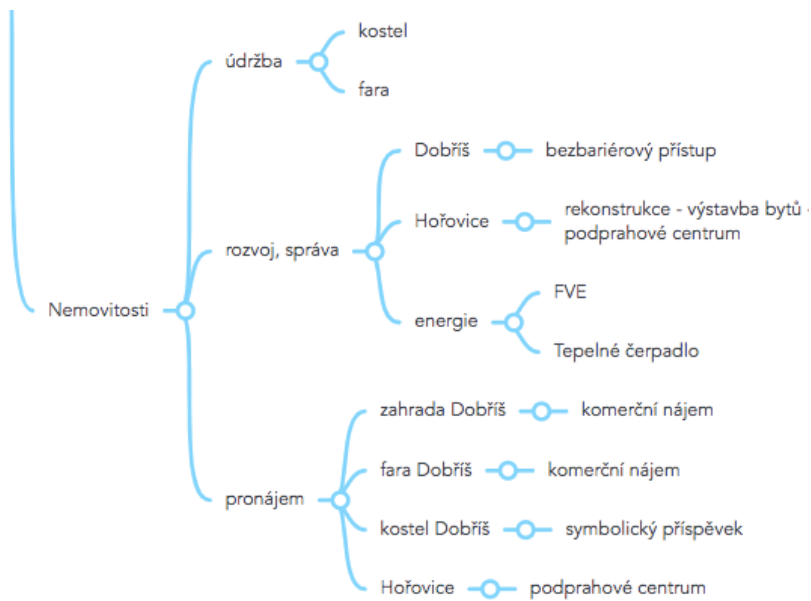 kostel
údržba
fara
Dobříš
bezbariérový přístup
Hořovice
rekonstrukce - výstavba bytů -
podprahové centrum
rozvoj, správa
energie
FVE
Tepelné čerpadlo
Nemovitosti
zahrada Dobříš
komerční nájem
fara Dobříš
komerční nájem
pronájem
kostel Dobříš
symbolický příspěvek
Hořovice
podprahové centrum